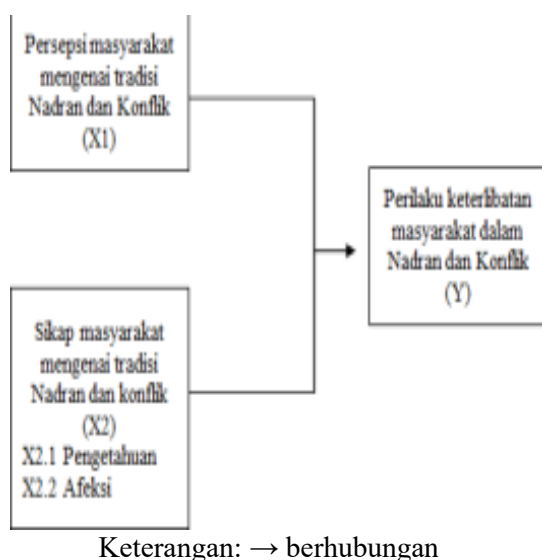 Persepsi masyarakat
mengenai tradisi
Nadran dan Konflik
(X1)
Perilaku keterlibatan
masyarakat dalam
Nadran dan Konflik
(Y)
Sikap masyarakat
mengenai tradisi
Nadran dan konflik
(X2)
X2.1 Pengetahuan
X2.2 Afeksi
Keterangan: → berhubungan